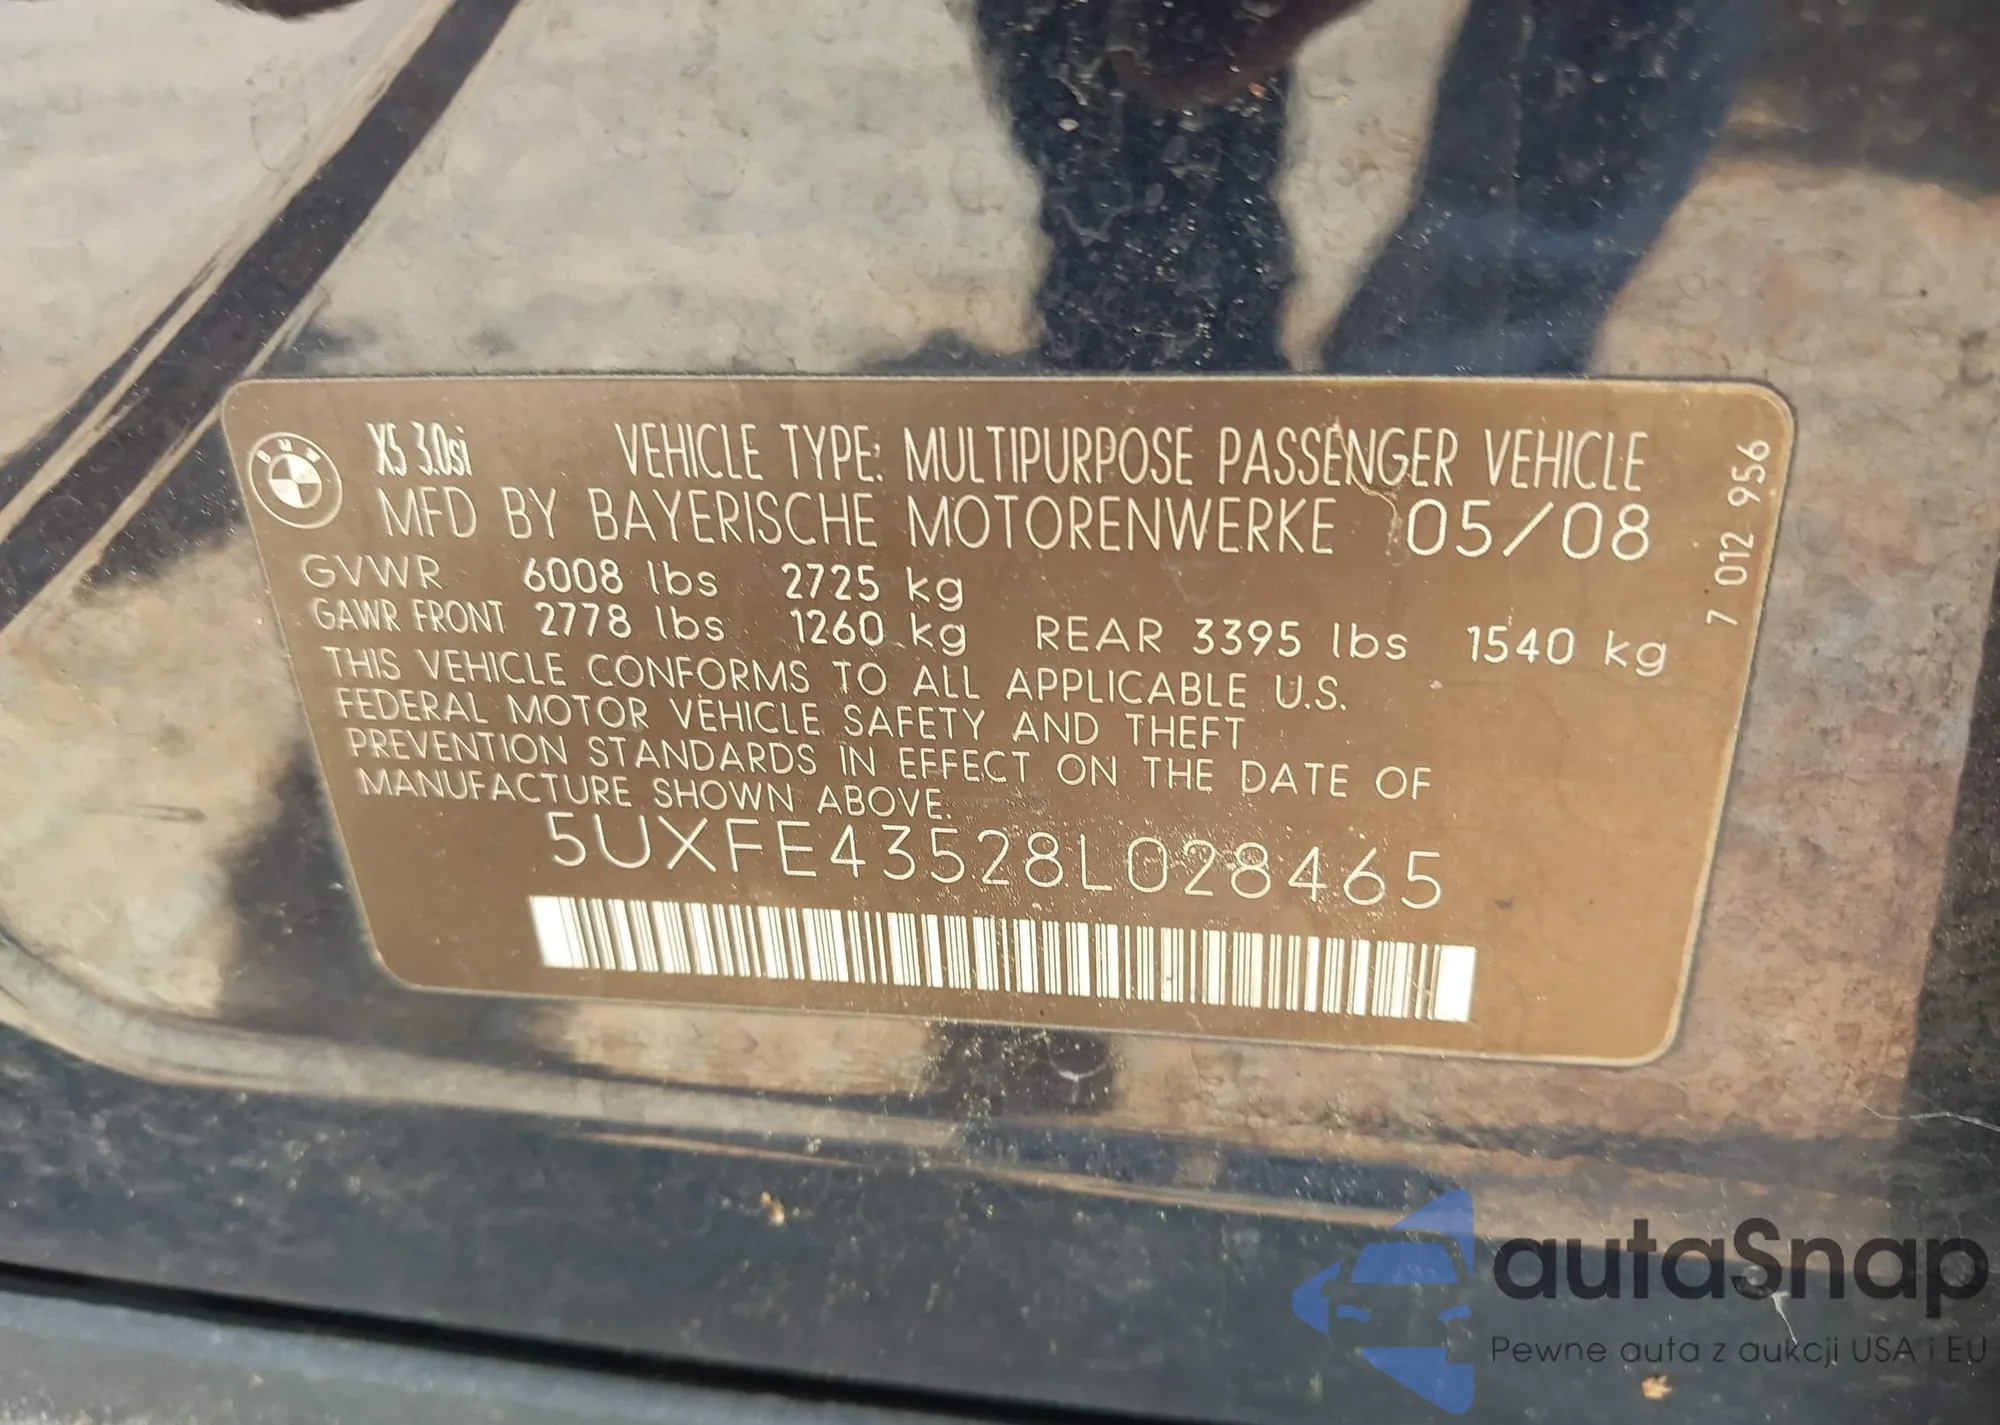 BMW
X5 3.0si VEHICLE TYPE: MULTIPURPOSE PASSENGER VEHICLE
MFD BY BAYERISCHE MOTORENWERKE 05/08
GVWR 6008 lbs 2725 kg
GAWR FRONT 2778 lbs 1260 kg REAR 3395 lbs 1540 kg
THIS VEHICLE CONFORMS TO ALL APPLICABLE U.S.
FEDERAL MOTOR VEHICLE SAFETY AND THEFT
PREVENTION STANDARDS IN EFFECT ON THE DATE OF
MANUFACTURE SHOWN ABOVE.
5UXFE43528L028465
7 012 956
autaSnap
Pewne auta z aukcji USA i EU